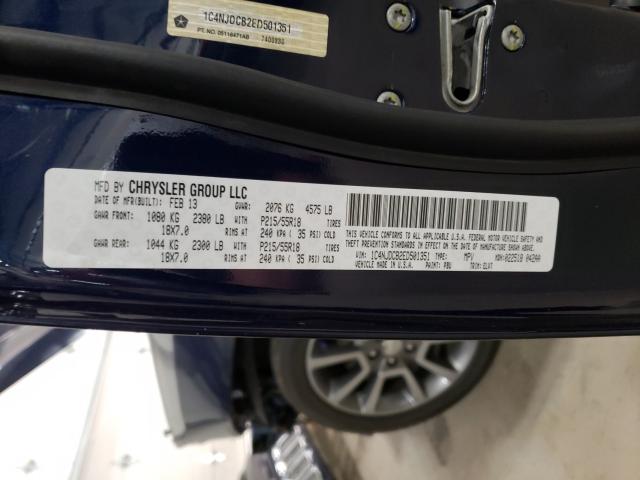 1C4NJDCB2ED501351
PT. NO. 05116471AB
MFD BY CHRYSLER GROUP LLC
DATE OF MFR(BUILT): FEB 13 GVWR: 2076 KG 4575 LB
GAWR FRONT: 1080 KG 2380 LB WITH P215/55R18 TIRES
18X7.0 RIMS AT 240 KPA ( 35 PSI) COLD
GAWR REAR: 1044 KG 2300 LB WITH P215/55R18 TIRES
18X7.0 RIMS AT 240 KPA ( 35 PSI) COLD
THIS VEHICLE CONFORMS TO ALL APPLICABLE U.S.A. FEDERAL MOTOR VEHICLE SAFETY AND
THEFT PREVENTION STANDARDS IN EFFECT ON THE DATE OF MANUFACTURE SHOWN ABOVE.
VIN: 1C4NJDCB2ED501351 TYPE: MPV MDH: 022518 042AA
VEHICLE MADE IN U.S.A. PAINT: PBU TRIM: